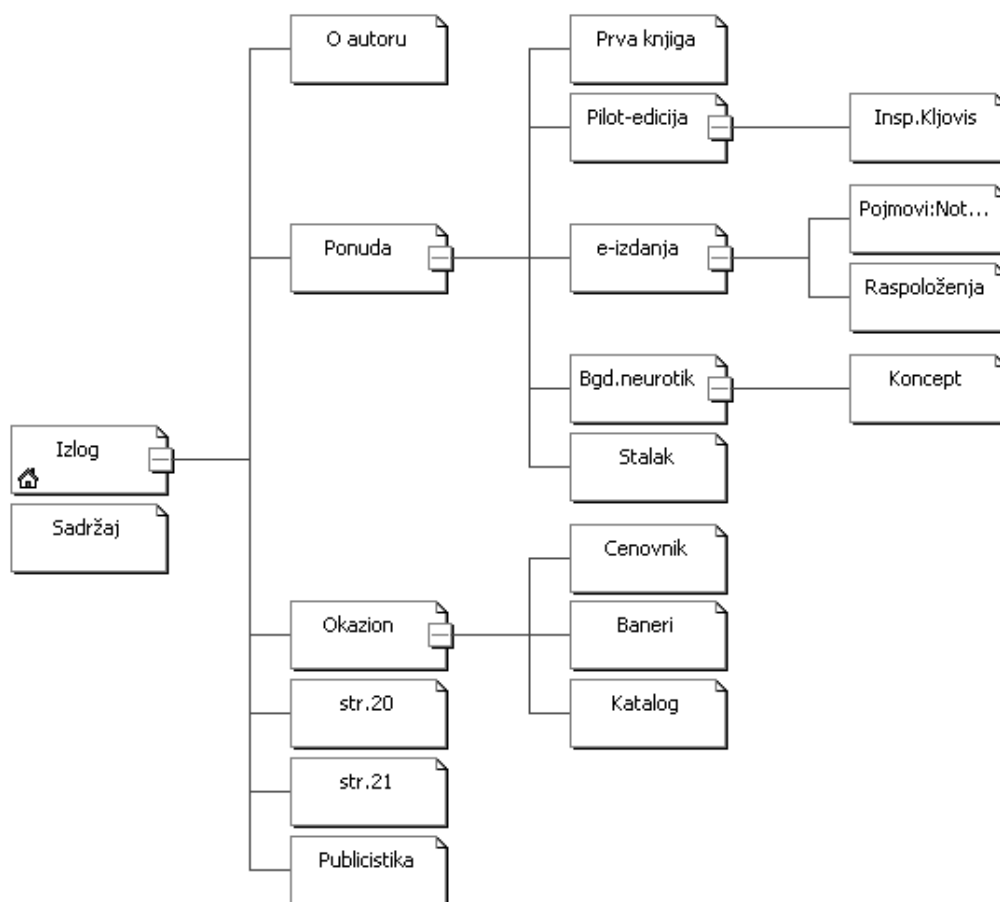 O autoru
Prva knjiga
Pilot-edicija
Insp.Kljovis
Pojmovi:Not...
Ponuda
e-izdanja
Raspoloženja
Bgd.neurotik
Koncept
Izlog
Stalak
Sadržaj
Cenovnik
Okazion
Baneri
str.20
Katalog
str.21
Publicistika